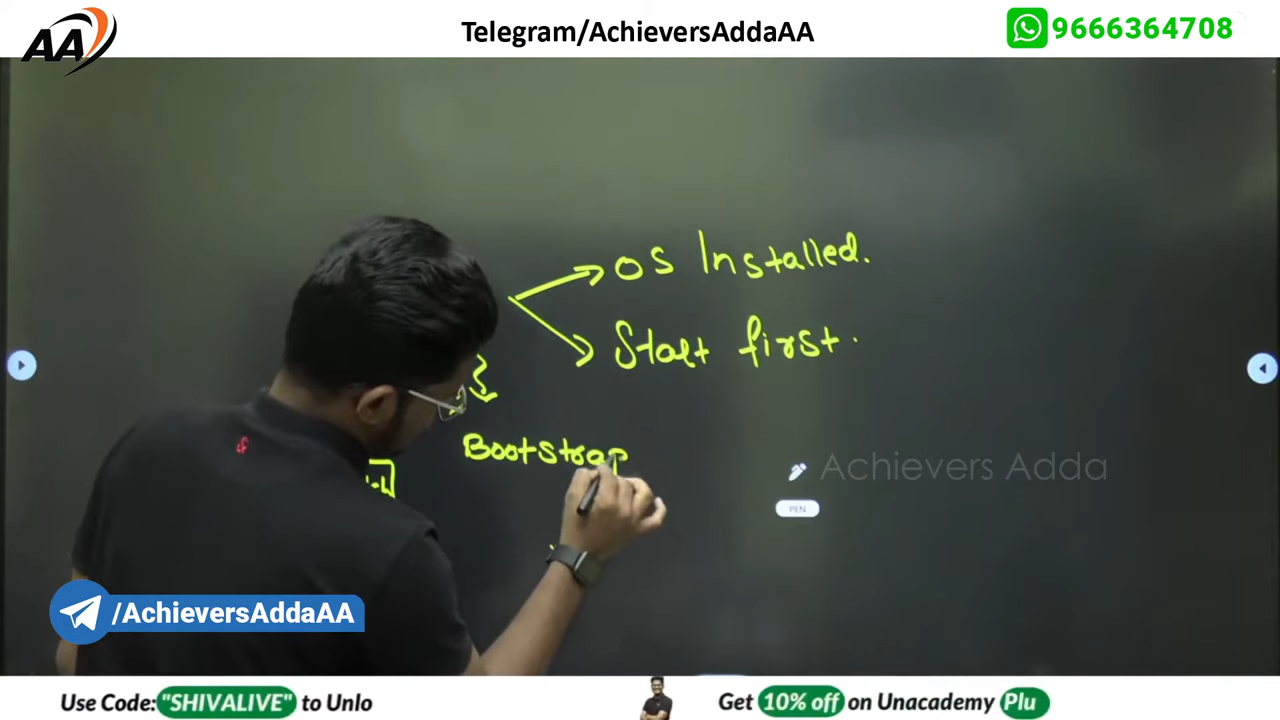 AA
Telegram/AchieversAddaAA
9666364708
OS Installed.
Start first.
Bootstrap
Achievers Adda
PEN
/AchieversAddaAA
Use Code: "SHIVALIVE" to Unlo
Get 10% off on Unacademy Plu